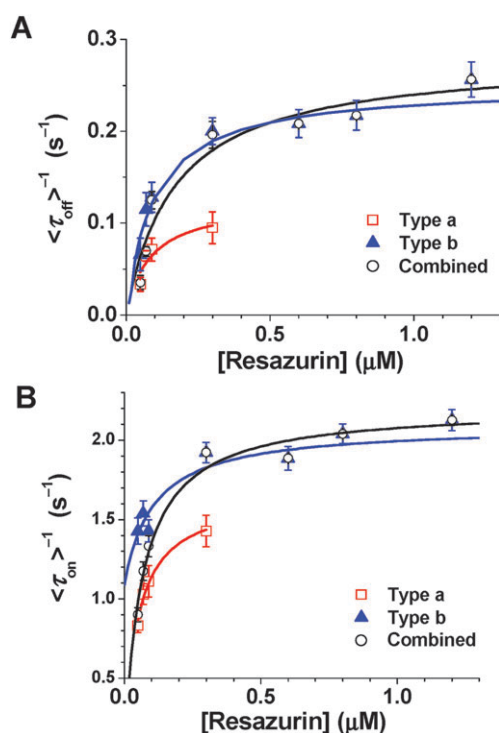 A
0.3
0.2
0.1
0.0
<τoff>⁻¹ (s⁻¹)
Type a
Type b
Combined
0.0 0.5 1.0
[Resazurin] (μM)
B
2.0
1.5
1.0
0.5
<τon>⁻¹ (s⁻¹)
Type a
Type b
Combined
0.0 0.5 1.0
[Resazurin] (μM)